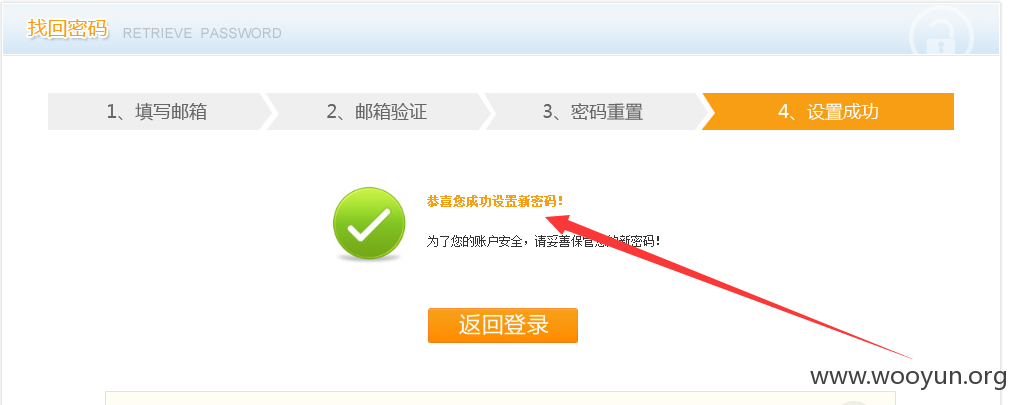 找回密码 RETRIEVE PASSWORD
1、填写邮箱 2、邮箱验证 3、密码重置 4、设置成功
恭喜您成功设置新密码！
为了您的账户安全，请妥善保管您的新密码！
返回登录
www.wooyun.org